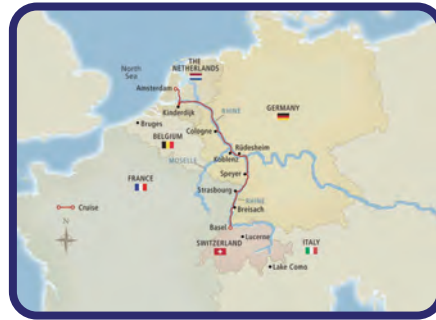 North
Sea
THE
NETHERLANDS
Amsterdam
Kinderdijk
RHINE
GERMANY
Bruges
Cologne
BELGIUM
Koblenz
Rüdesheim
MOSELLE
Speyer
FRANCE
Strasbourg
RHINE
Cruise
Breisach
N
Basel
Lucerne
SWITZERLAND
ITALY
Lake Como